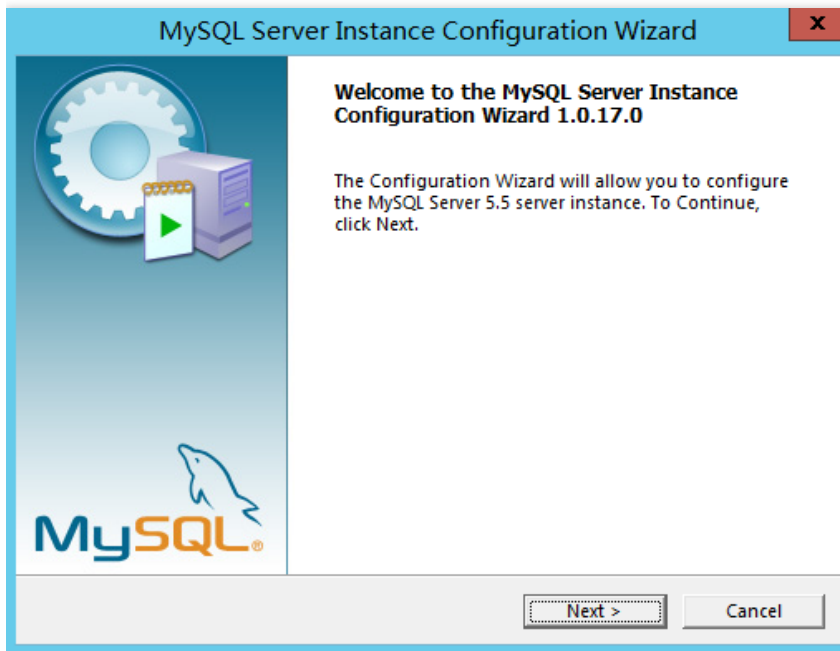 MySQL Server Instance Configuration Wizard
x
Welcome to the MySQL Server Instance
Configuration Wizard 1.0.17.0
The Configuration Wizard will allow you to configure
the MySQL Server 5.5 server instance. To Continue,
click Next.
MySQL®
Next >
Cancel